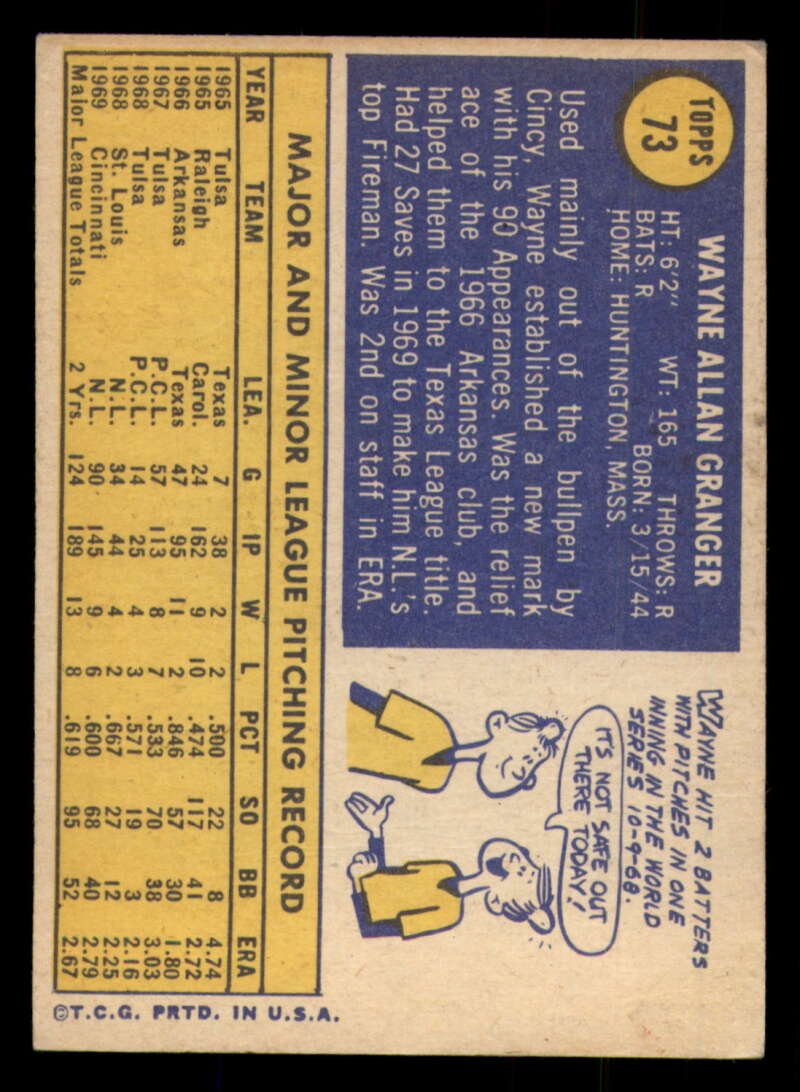 TOPPS
73
WAYNE ALLAN GRANGER
HT: 6'2" WT: 165 THROWS: R
BATS: R BORN: 3/15/44
HOME: HUNTINGTON, MASS.
Used mainly out of the bullpen by
Cincy, Wayne established a new mark
with his 90 Appearances. Was the relief
ace of the 1966 Arkansas club, and
helped them to the Texas League title.
Had 27 Saves in 1969 to make him N.L.'s
top Fireman. Was 2nd on staff in ERA.
WAYNE HIT 2 BATTERS
WITH PITCHES IN ONE
INNING IN THE WORLD
SERIES 10-9-68.
IT'S NOT SAFE OUT
THERE TODAY!
MAJOR AND MINOR LEAGUE PITCHING RECORD
YEAR TEAM LEA. G IP W L PCT SO BB ERA
1965 Tulsa Texas 7 38 2 2 .500 22 8 4.74
1965 Raleigh Carol. 24 162 9 10 .474 117 41 2.72
1966 Arkansas Texas 47 95 11 2 .846 57 30 1.80
1967 Tulsa P.C.L. 57 113 8 7 .533 70 38 3.03
1968 Tulsa P.C.L. 14 25 4 3 .571 19 3 2.16
1968 St. Louis N.L. 34 44 4 2 .667 27 12 2.25
1969 Cincinnati N.L. 90 145 9 6 .600 68 40 2.79
Major League Totals 2 Yrs. 124 189 13 8 .619 95 52 2.67
©T.C.G. PRTD. IN U.S.A.